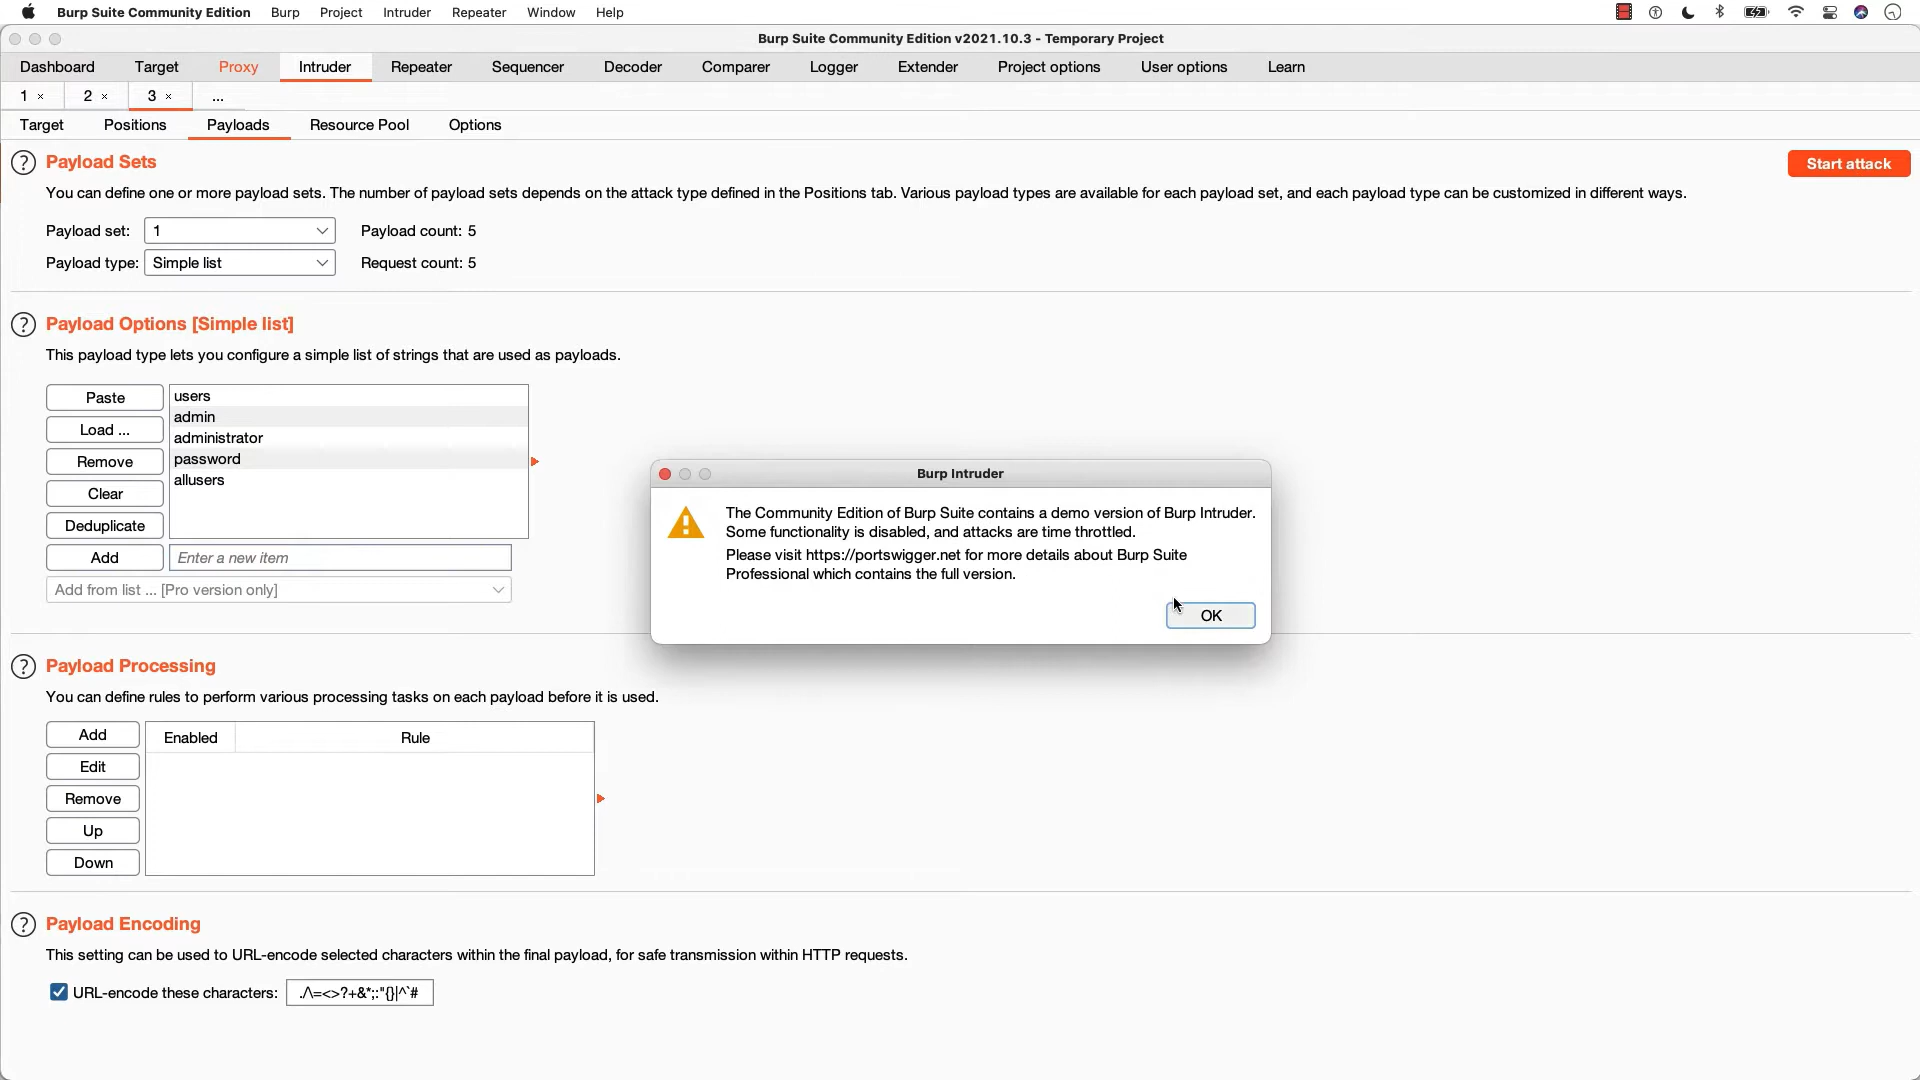 Burp Suite Community Edition Burp Project Intruder Repeater Window Help
Burp Suite Community Edition v2021.10.3 - Temporary Project
Dashboard Target Proxy Intruder Repeater Sequencer Decoder Comparer Logger Extender Project options User options Learn
1 × 2 × 3 × ...
Target Positions Payloads Resource Pool Options
? Payload Sets
Start attack
You can define one or more payload sets. The number of payload sets depends on the attack type defined in the Positions tab. Various payload types are available for each payload set, and each payload type can be customized in different ways.
Payload set: 1 Payload count: 5
Payload type: Simple list Request count: 5
? Payload Options [Simple list]
This payload type lets you configure a simple list of strings that are used as payloads.
Paste
Load ...
Remove
Clear
Deduplicate
users
admin
administrator
password
allusers
Add Enter a new item
Add from list ... [Pro version only]
Burp Intruder
The Community Edition of Burp Suite contains a demo version of Burp Intruder.
Some functionality is disabled, and attacks are time throttled.
Please visit https://portswigger.net for more details about Burp Suite
Professional which contains the full version.
OK
? Payload Processing
You can define rules to perform various processing tasks on each payload before it is used.
Add
Edit
Remove
Up
Down
Enabled Rule
? Payload Encoding
This setting can be used to URL-encode selected characters within the final payload, for safe transmission within HTTP requests.
URL-encode these characters: ./\=<>?+&*;:"{}|^`#